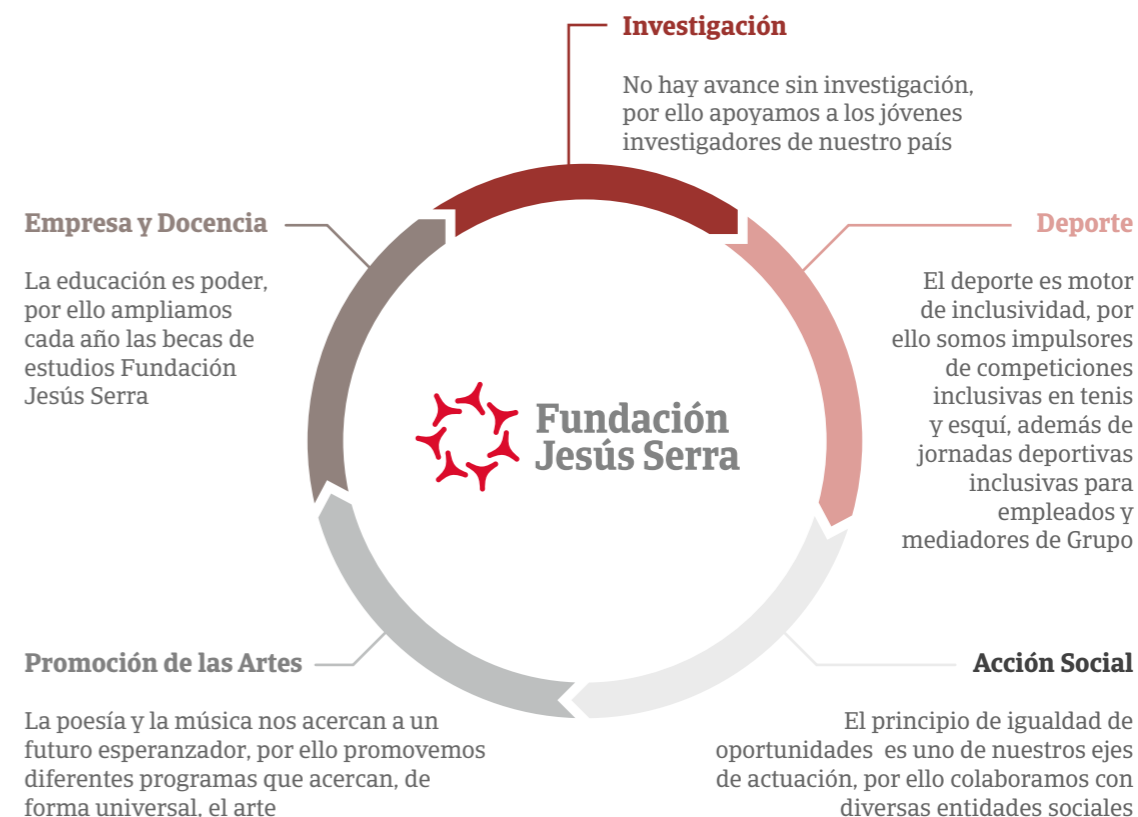 Investigación
No hay avance sin investigación,
por ello apoyamos a los jóvenes
investigadores de nuestro país
Empresa y Docencia
La educación es poder,
por ello ampliamos
cada año las becas de
estudios Fundación
Jesús Serra
Deporte
El deporte es motor
de inclusividad, por
ello somos impulsores
de competiciones
inclusivas en tenis
y esquí, además de
jornadas deportivas
inclusivas para
empleados y
mediadores de Grupo
Fundación
Jesús Serra
Promoción de las Artes
La poesía y la música nos acercan a un
futuro esperanzador, por ello promovemos
diferentes programas que acercan, de
forma universal, el arte
Acción Social
El principio de igualdad de
oportunidades es uno de nuestros ejes
de actuación, por ello colaboramos con
diversas entidades sociales